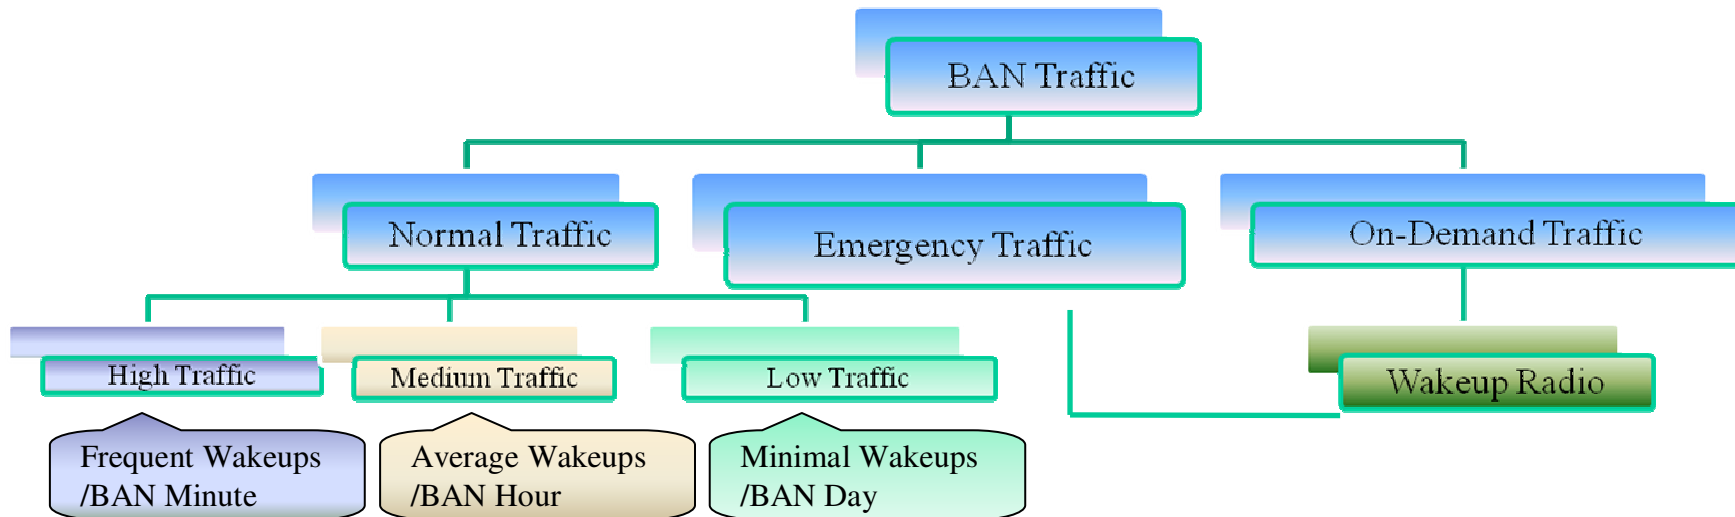 BAN Traffic
Normal Traffic
Emergency Traffic
On-Demand Traffic
High Traffic
Medium Traffic
Low Traffic
Wakeup Radio
Frequent Wakeups
/BAN Minute
Average Wakeups
/BAN Hour
Minimal Wakeups
/BAN Day